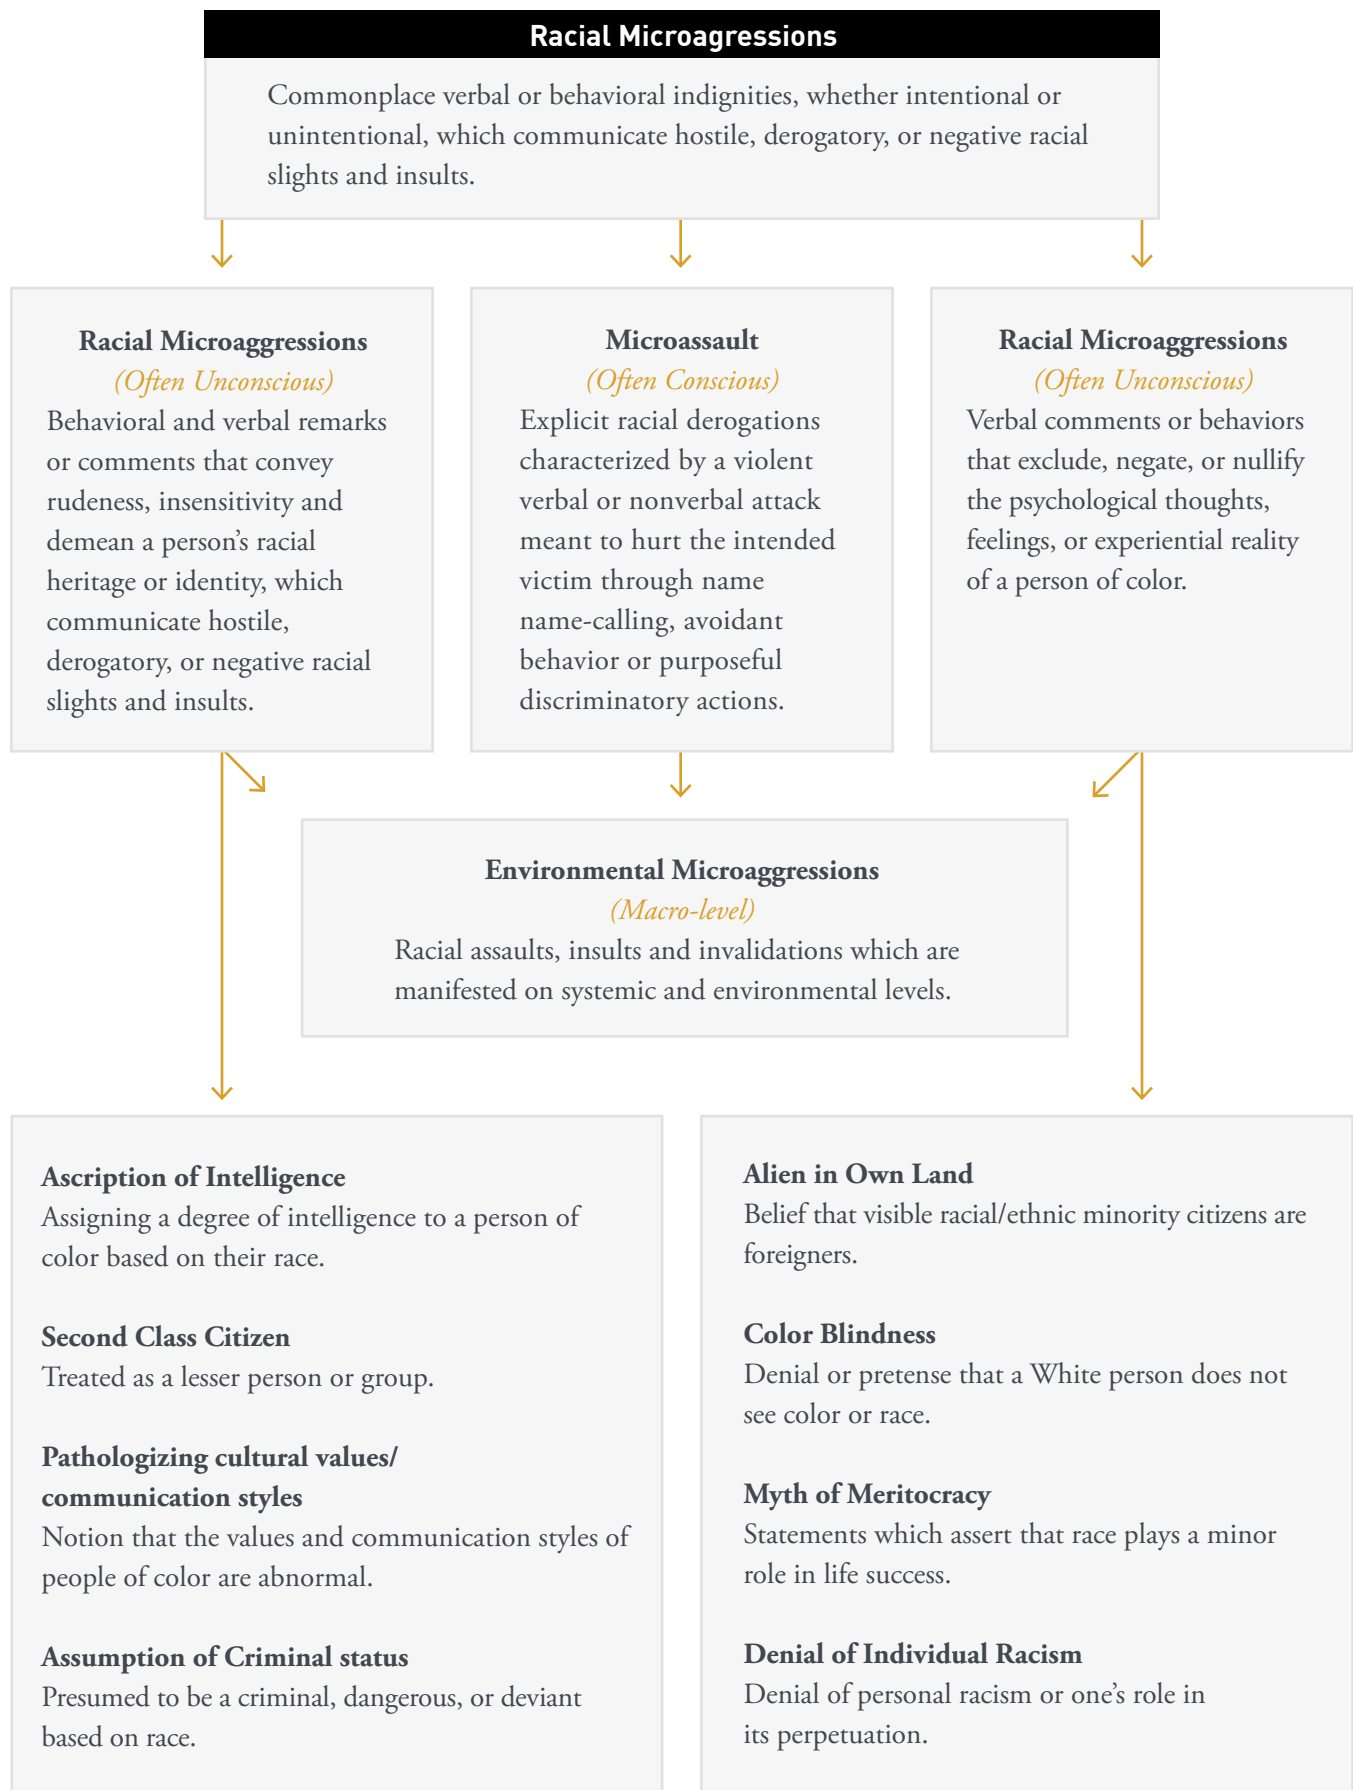 Racial Microagressions
Commonplace verbal or behavioral indignities, whether intentional or
unintentional, which communicate hostile, derogatory, or negative racial
slights and insults.
Racial Microaggressions
(Often Unconscious)
Behavioral and verbal remarks
or comments that convey
rudeness, insensitivity and
demean a person’s racial
heritage or identity, which
communicate hostile,
derogatory, or negative racial
slights and insults.
Microassault
(Often Conscious)
Explicit racial derogations
characterized by a violent
verbal or nonverbal attack
meant to hurt the intended
victim through name
name-calling, avoidant
behavior or purposeful
discriminatory actions.
Racial Microaggressions
(Often Unconscious)
Verbal comments or behaviors
that exclude, negate, or nullify
the psychological thoughts,
feelings, or experiential reality
of a person of color.
Environmental Microaggressions
(Macro-level)
Racial assaults, insults and invalidations which are
manifested on systemic and environmental levels.
Ascription of Intelligence
Assigning a degree of intelligence to a person of
color based on their race.
Second Class Citizen
Treated as a lesser person or group.
Pathologizing cultural values/
communication styles
Notion that the values and communication styles of
people of color are abnormal.
Assumption of Criminal status
Presumed to be a criminal, dangerous, or deviant
based on race.
Alien in Own Land
Belief that visible racial/ethnic minority citizens are
foreigners.
Color Blindness
Denial or pretense that a White person does not
see color or race.
Myth of Meritocracy
Statements which assert that race plays a minor
role in life success.
Denial of Individual Racism
Denial of personal racism or one’s role in
its perpetuation.